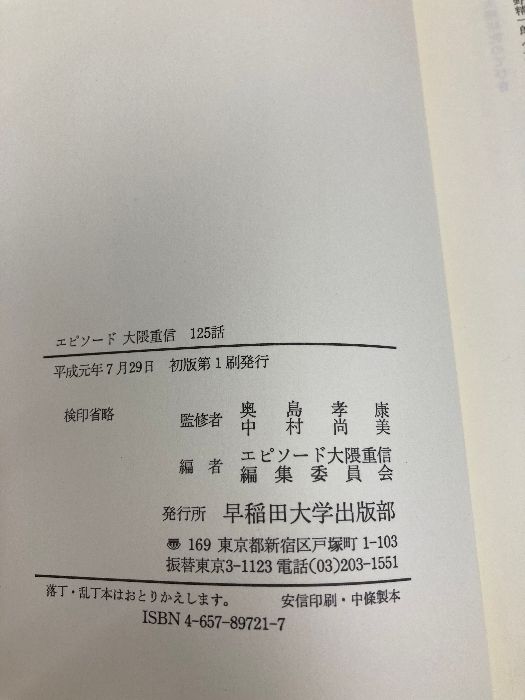 エピソード 大隈重信 125話
平成元年7月29日 初版第1刷発行
検印省略
監修者 奥島孝康
中村尚美
編者 エピソード大隈重信
編集委員会
発行所 早稲田大学出版部
〠 169 東京都新宿区戸塚町1-103
振替東京3-1123 電話(03)203-1551
落丁・乱丁本はおとりかえします。 安信印刷・中條製本
ISBN 4-657-89721-7